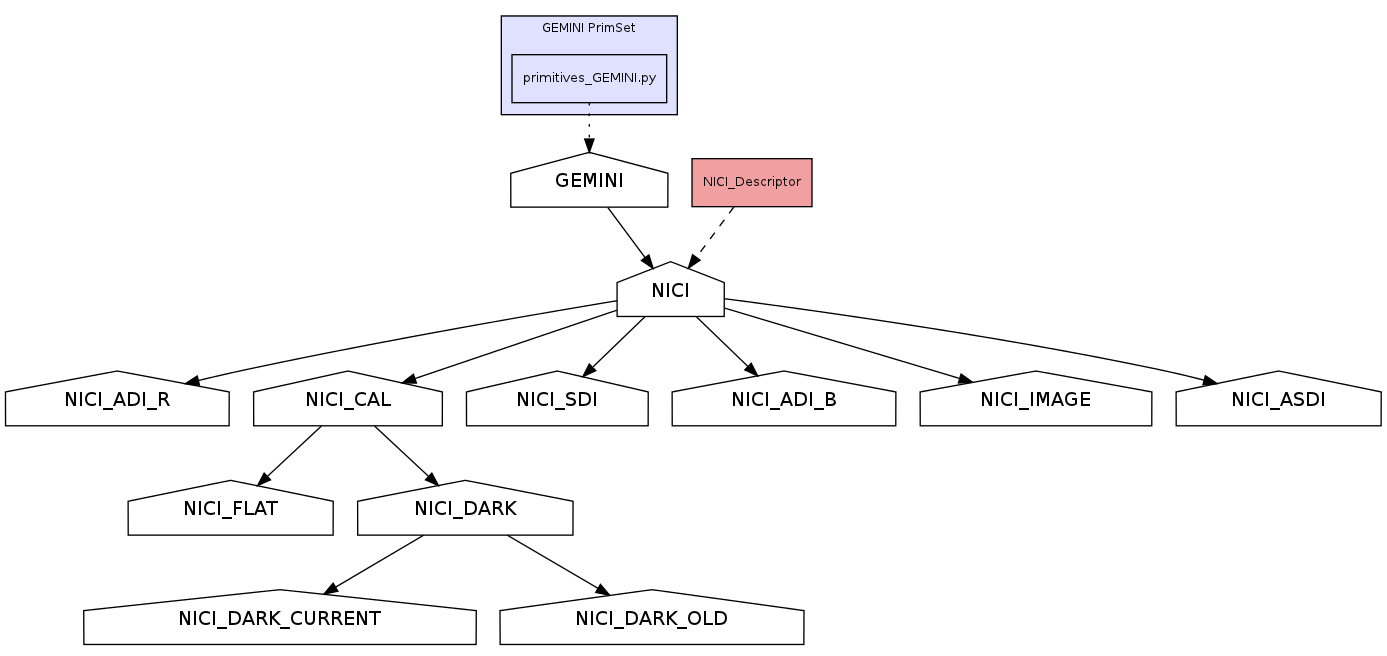 GEMINI PrimSet
primitives_GEMINI.py
GEMINI
NICI_Descriptor
NICI
NICI_ADI_R
NICI_CAL
NICI_SDI
NICI_ADI_B
NICI_IMAGE
NICI_ASDI
NICI_FLAT
NICI_DARK
NICI_DARK_CURRENT
NICI_DARK_OLD